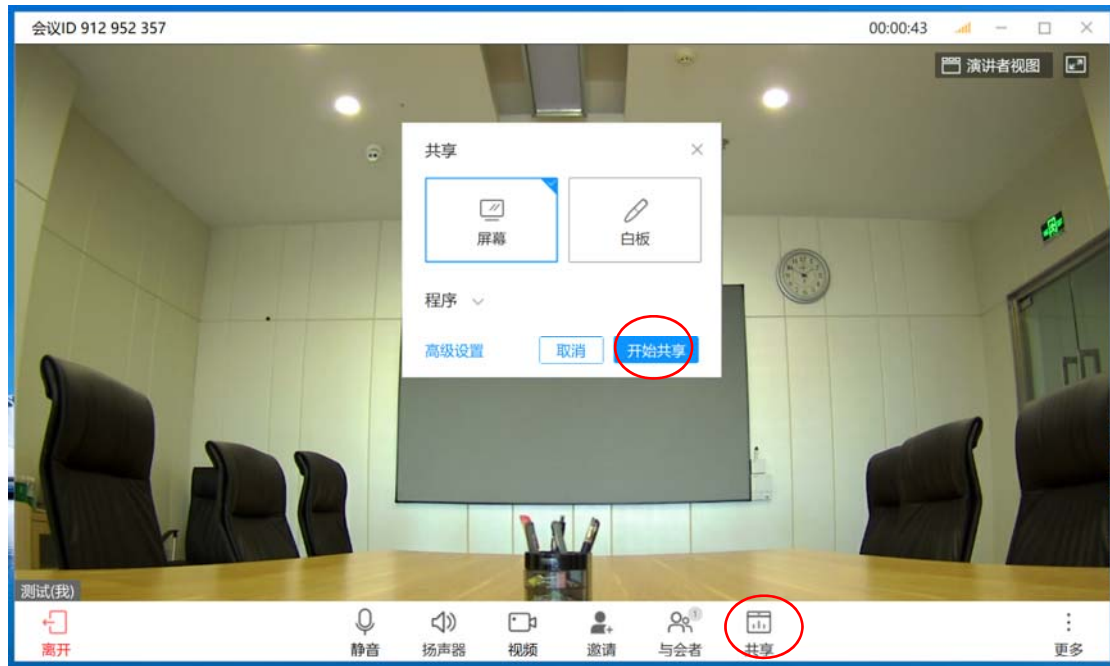 会议ID 912 952 357
00:00:43
演讲者视图
共享
屏幕
白板
程序
高级设置
取消
开始共享
测试(我)
离开
静音
扬声器
视频
邀请
与会者
1
共享
更多